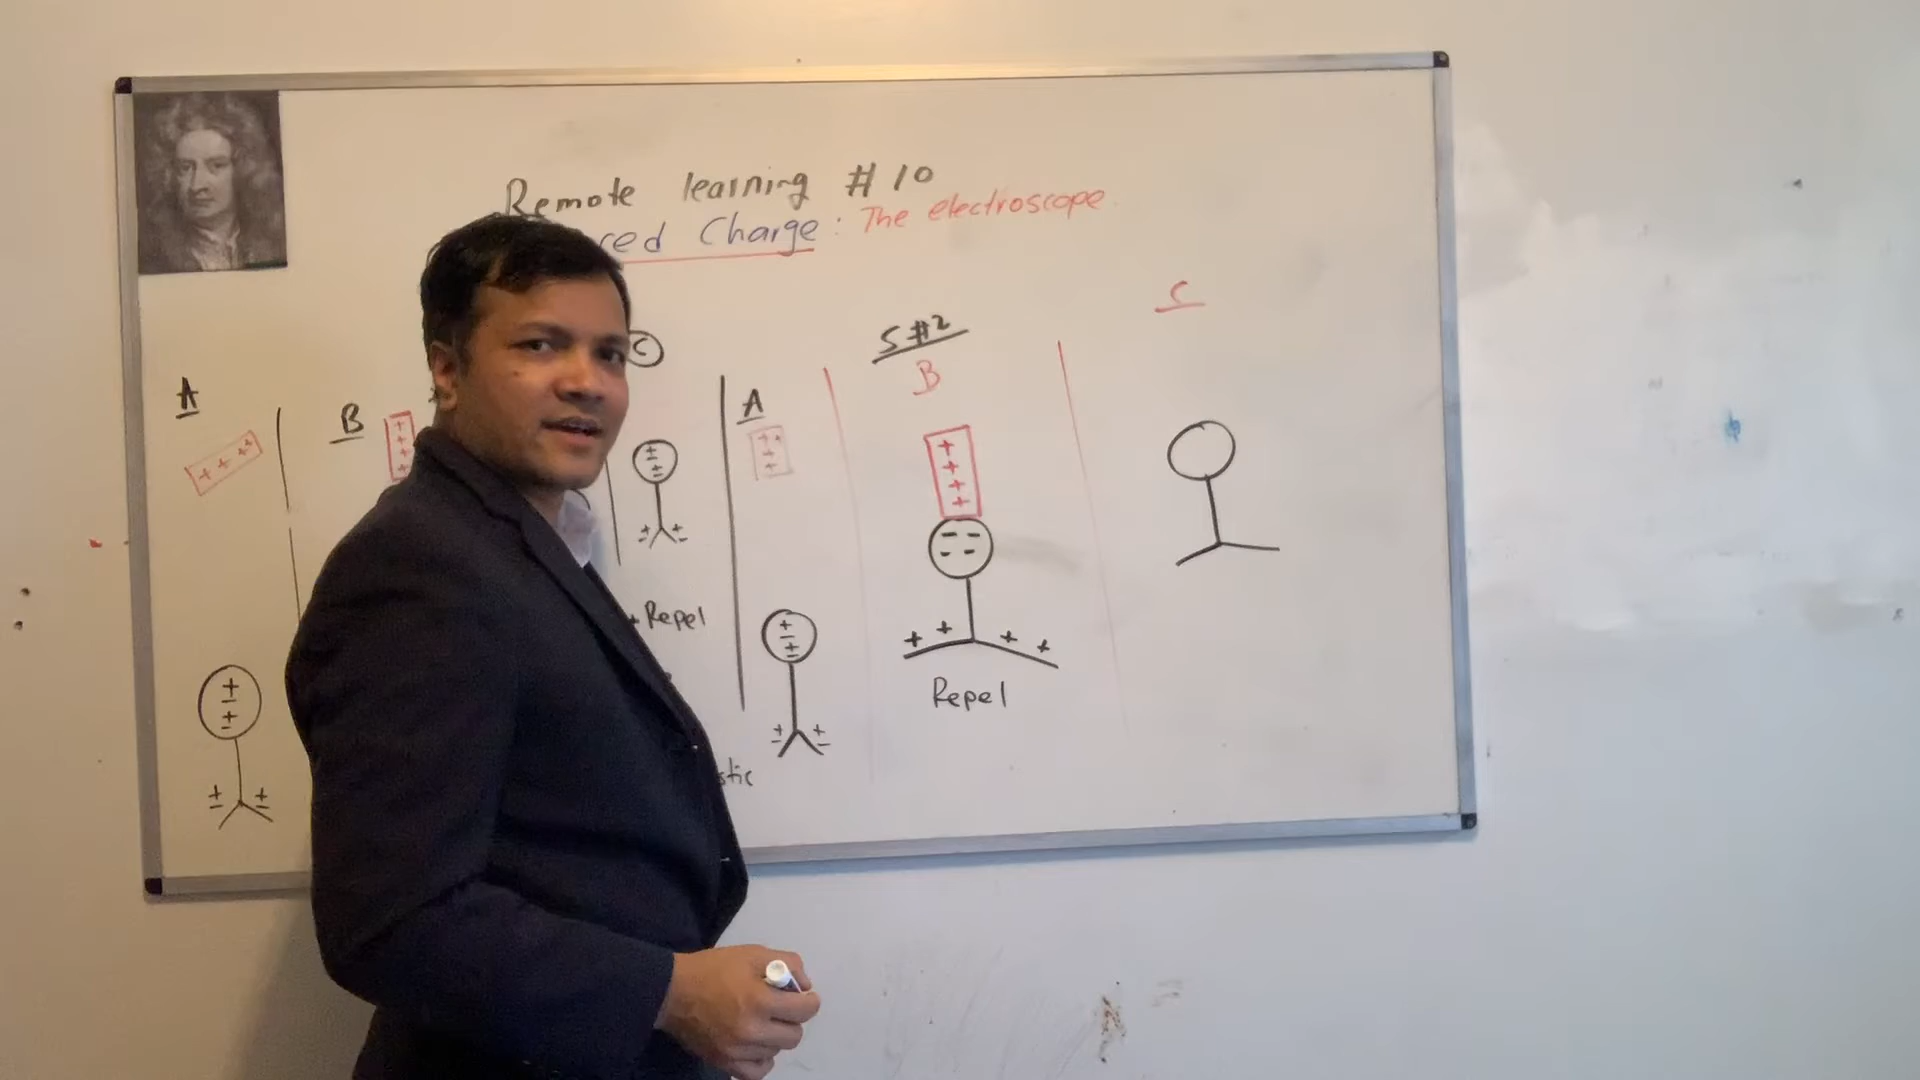 Remote learning #10
Charge : The electroscope
C
S#2
C
A
B
A
B
+ + + +
+ + + +
+ + + +
+ + + +
- - - -
+ + + +
Repel
Repel